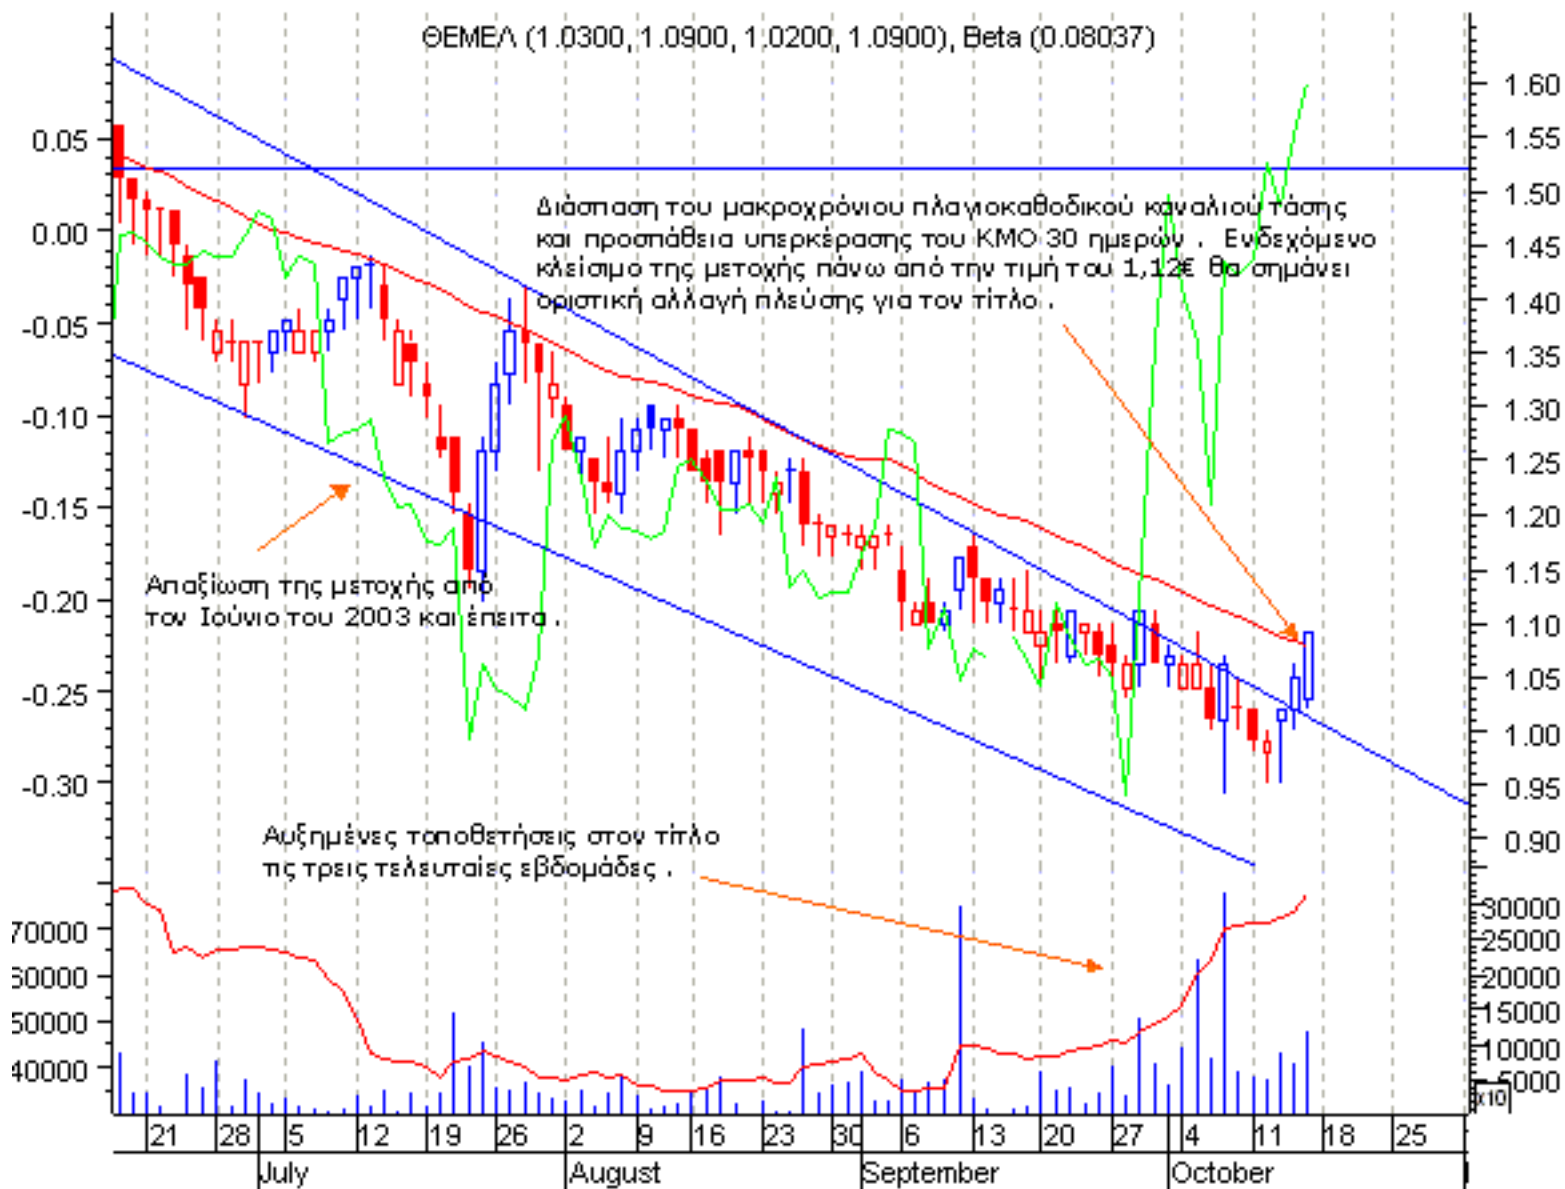 ΘΕΜΕΛ (1.0300, 1.0900, 1.0200, 1.0900), Beta (0.08037)
1.60
0.05
1.55
1.50
Διάσπαση του μακροχρόνιου πλαγιοκαθοδικού καναλιού τάσης
0.00
και προσπάθεια υπερκέρασης του ΚΜΟ 30 ημερών . Ενδεχόμενο
1.45
κλείσιμο της μετοχής πάνω από την τιμή του 1,12€ θα σημάνει
οριστική αλλαγή πλεύσης για τον τίτλο .
1.40
-0.05
1.35
-0.10
1.30
1.25
-0.15
1.20
Απαξίωση της μετοχής από
1.15
-0.20
τον Ιούνιο του 2003 και έπειτα .
1.10
-0.25
1.05
1.00
-0.30
0.95
Αυξημένες τοποθετήσεις στον τίτλο
0.90
τις τρεις τελευταίες εβδομάδες .
30000
70000
25000
60000
20000
50000
15000
10000
40000
5000
x10
21 28 5 12 19 26 2 9 16 23 30 6 13 20 27 4 11 18 25
July August September October